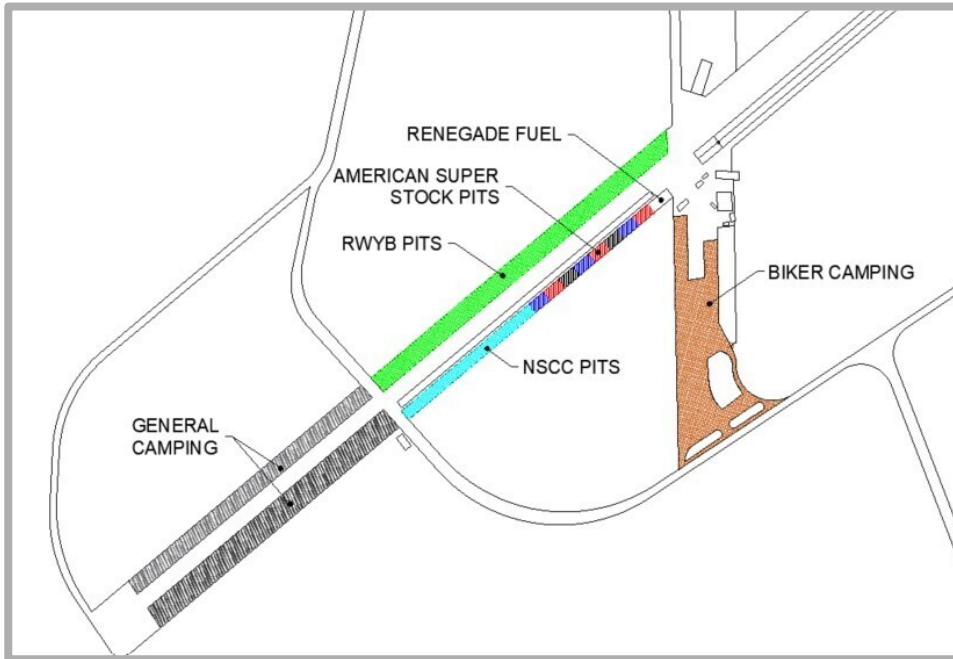 RENEGADE FUEL
AMERICAN SUPER
STOCK PITS
RWYB PITS
BIKER CAMPING
NSCC PITS
GENERAL
CAMPING